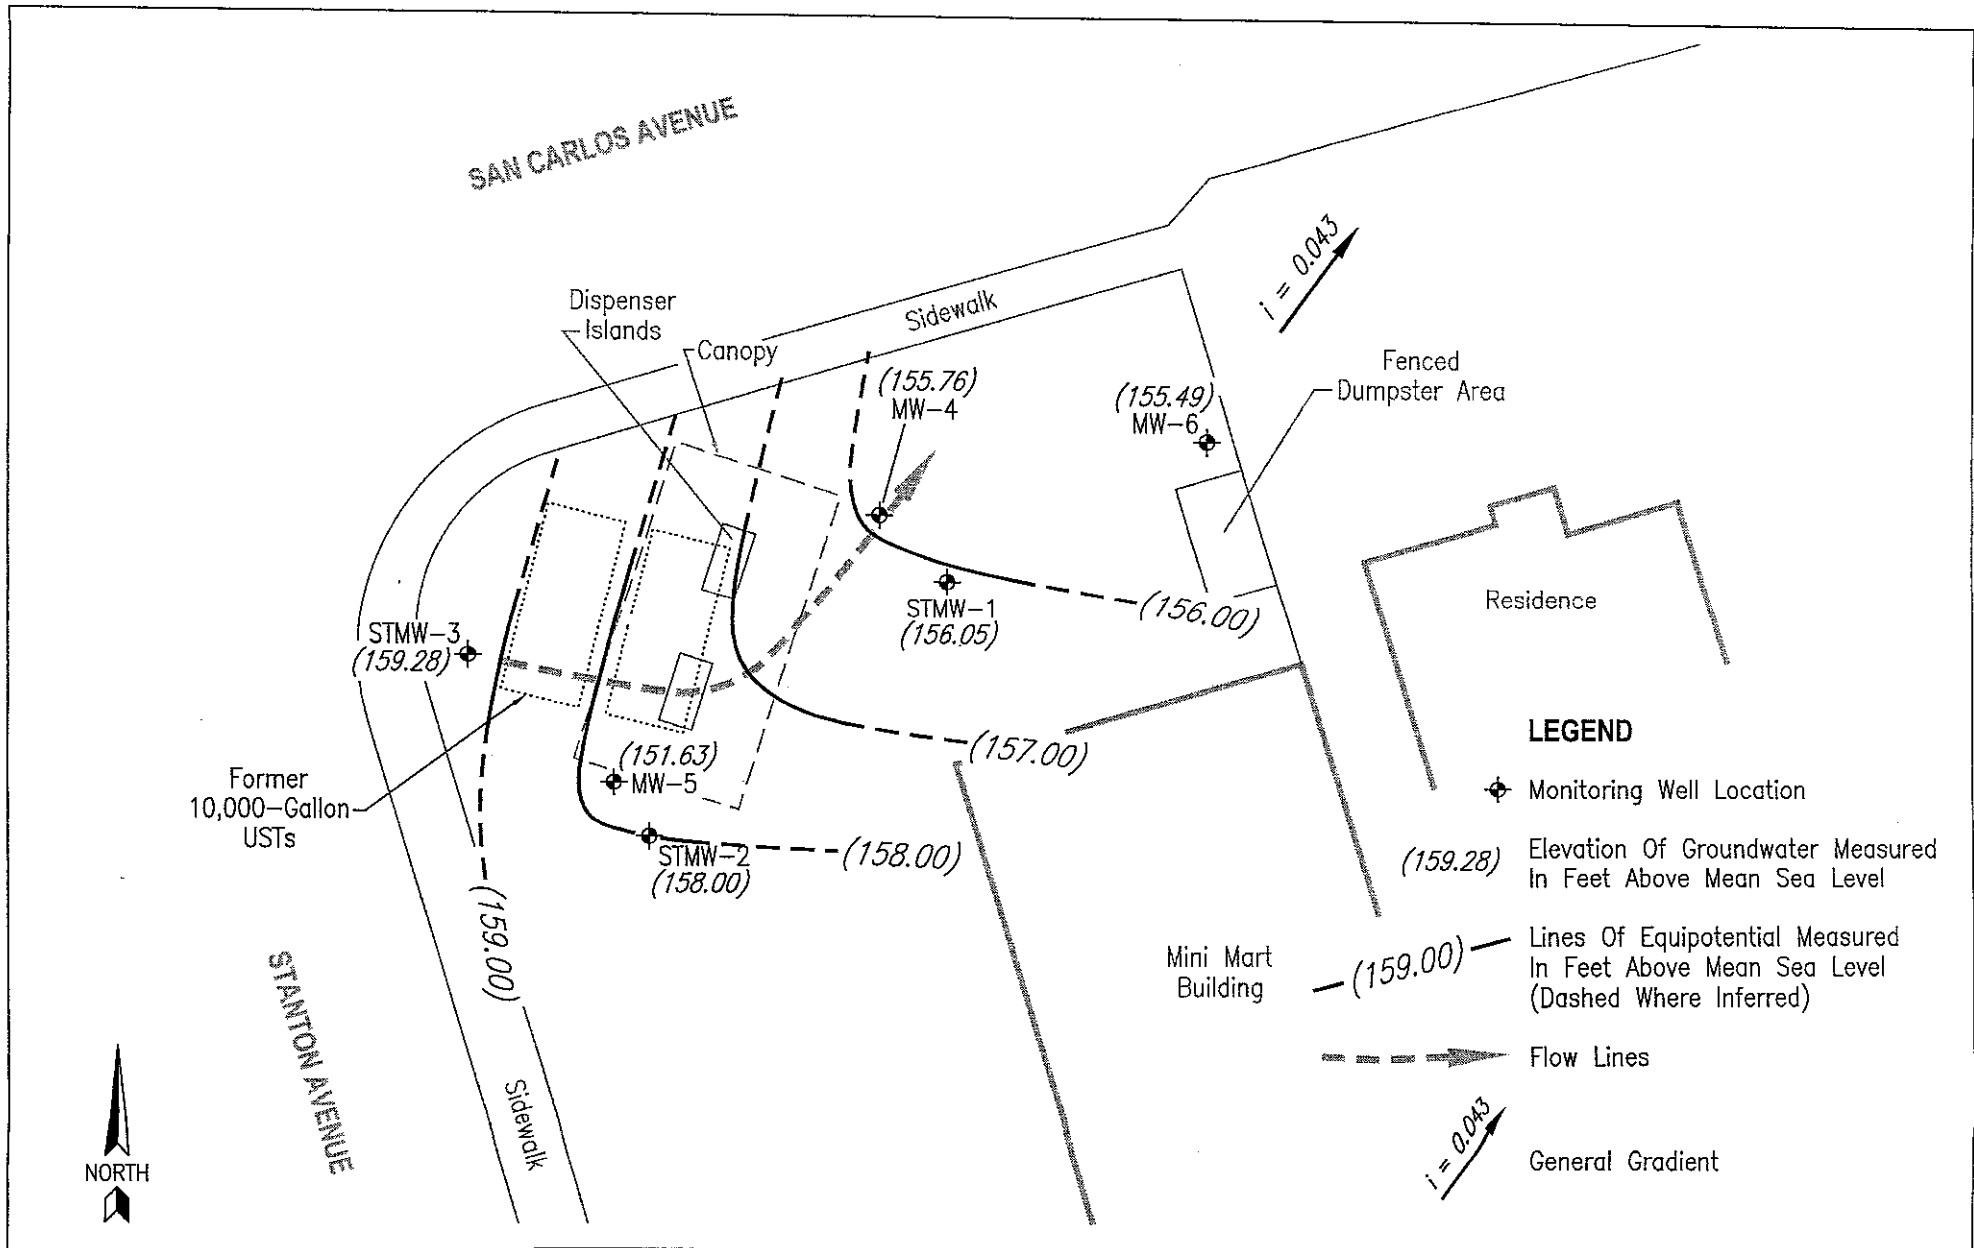 SAN CARLOS AVENUE
i = 0.043
Dispenser
Islands
Canopy
Sidewalk
(155.76)
MW-4
(155.49)
MW-6
Fenced
Dumpster Area
STMW-1
(156.05)
(156.00)
Residence
STMW-3
(159.28)
(151.63)
MW-5
(157.00)
Former
10,000-Gallon
USTs
STMW-2
(158.00)
(158.00)
(159.00)
STANTON AVENUE
Sidewalk
Mini Mart
Building
NORTH
LEGEND
Monitoring Well Location
(159.28) Elevation Of Groundwater Measured
In Feet Above Mean Sea Level
(159.00) Lines Of Equipotential Measured
In Feet Above Mean Sea Level
(Dashed Where Inferred)
Flow Lines
i = 0.043
General Gradient